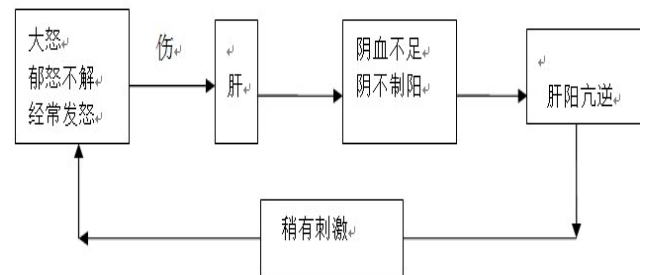 大怒
郁怒不解
经常发怒
伤
肝
阴血不足
阴不制阳
肝阳亢逆
稍有刺激